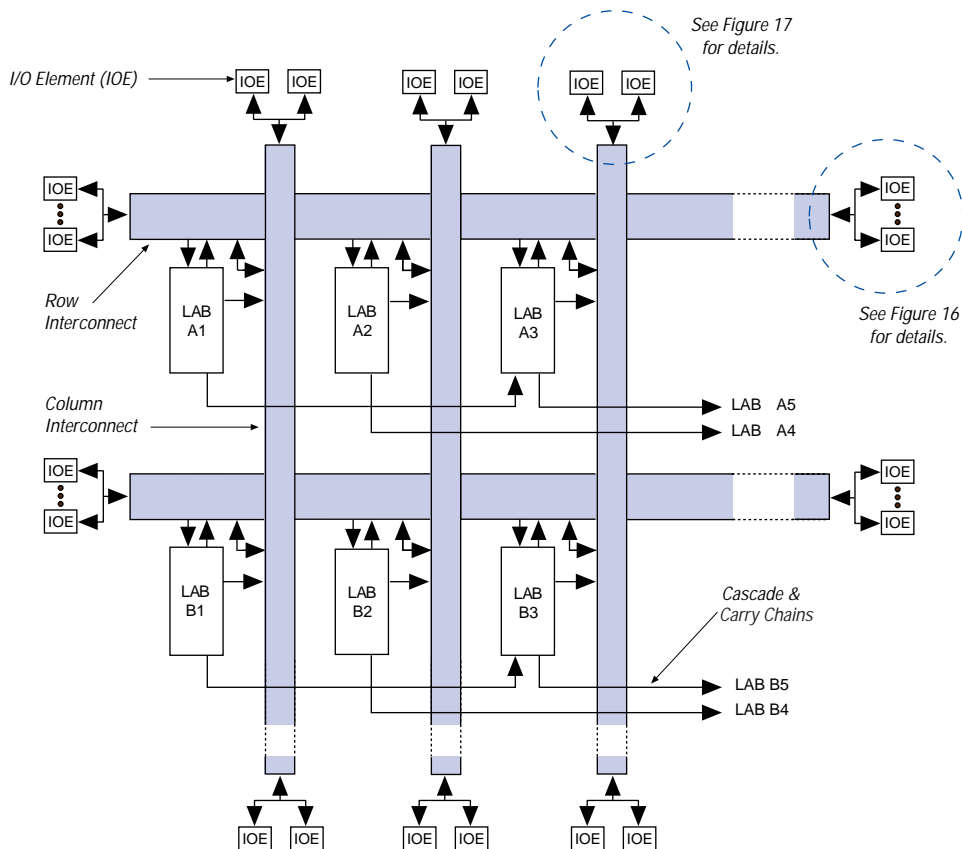 See Figure 17
for details.
I/O Element (IOE)
IOE IOE IOE IOE IOE IOE
IOE IOE
IOE IOE
Row
Interconnect
LAB
A1
LAB
A2
LAB
A3
See Figure 16
for details.
Column
Interconnect
LAB A5
LAB A4
IOE IOE
IOE IOE
LAB
B1
LAB
B2
LAB
B3
Cascade &
Carry Chains
LAB B5
LAB B4
IOE IOE IOE IOE IOE IOE